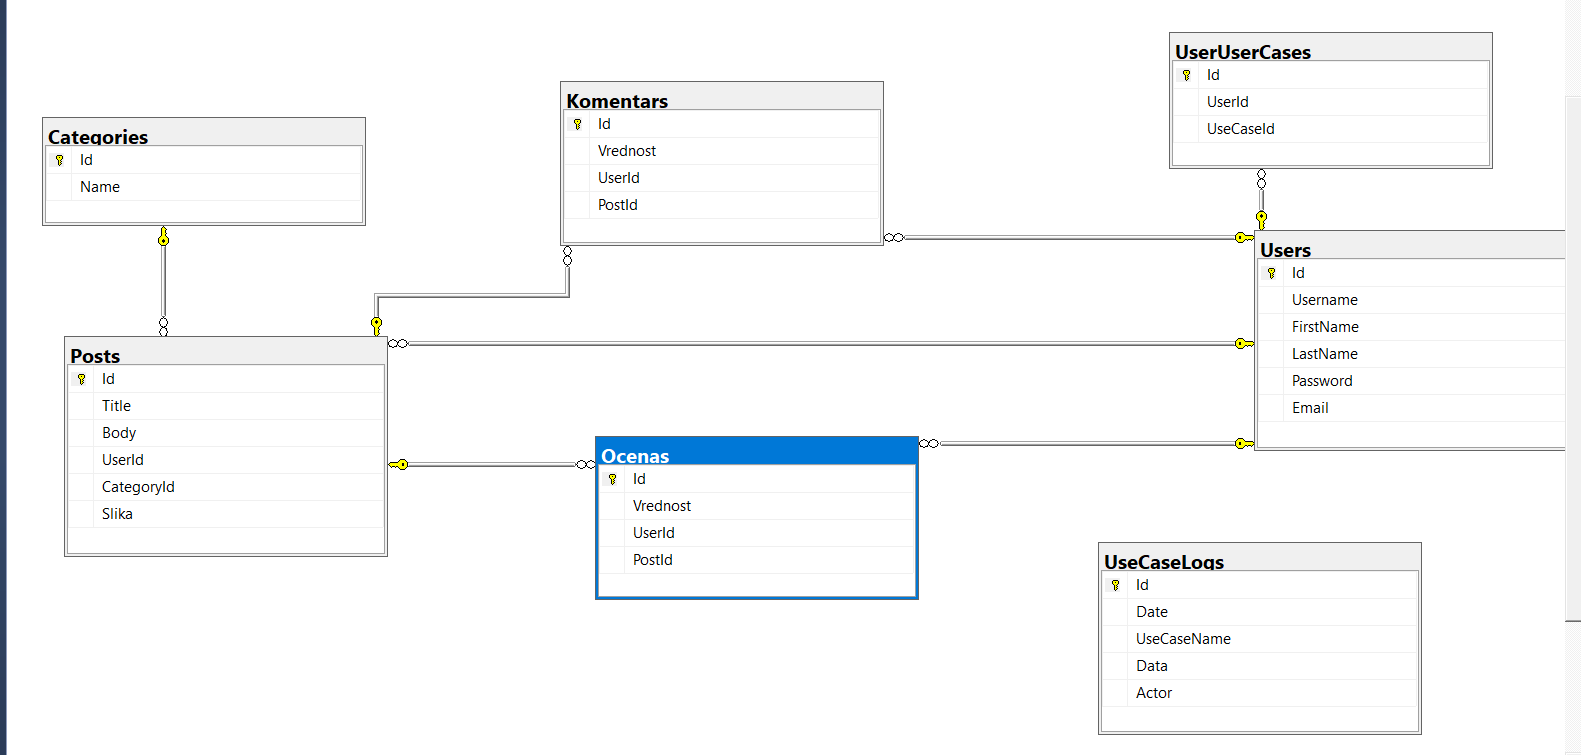 UserUserCases
Id
UserId
UseCaseId
Komentars
Id
Vrednost
UserId
PostId
Categories
Id
Name
Users
Id
Username
FirstName
LastName
Password
Email
Posts
Id
Title
Body
UserId
CategoryId
Slika
Ocenas
Id
Vrednost
UserId
PostId
UseCaseLogs
Id
Date
UseCaseName
Data
Actor